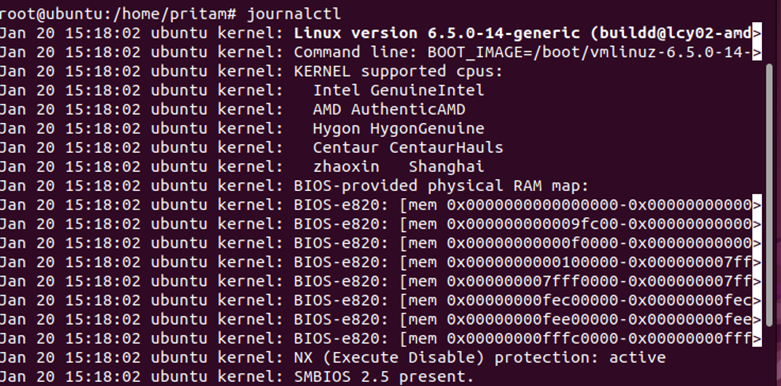 root@ubuntu:/home/pritam# journalctl
Jan 20 15:18:02 ubuntu kernel: Linux version 6.5.0-14-generic (buildd@lcy02-amd>
Jan 20 15:18:02 ubuntu kernel: Command line: BOOT_IMAGE=/boot/vmlinuz-6.5.0-14->
Jan 20 15:18:02 ubuntu kernel: KERNEL supported cpus:
Jan 20 15:18:02 ubuntu kernel:   Intel GenuineIntel
Jan 20 15:18:02 ubuntu kernel:   AMD AuthenticAMD
Jan 20 15:18:02 ubuntu kernel:   Hygon HygonGenuine
Jan 20 15:18:02 ubuntu kernel:   Centaur CentaurHauls
Jan 20 15:18:02 ubuntu kernel:   zhaoxin   Shanghai
Jan 20 15:18:02 ubuntu kernel: BIOS-provided physical RAM map:
Jan 20 15:18:02 ubuntu kernel: BIOS-e820: [mem 0x0000000000000000-0x00000000000>
Jan 20 15:18:02 ubuntu kernel: BIOS-e820: [mem 0x000000000009fc00-0x00000000000>
Jan 20 15:18:02 ubuntu kernel: BIOS-e820: [mem 0x00000000000f0000-0x00000000000>
Jan 20 15:18:02 ubuntu kernel: BIOS-e820: [mem 0x0000000000100000-0x000000007ff>
Jan 20 15:18:02 ubuntu kernel: BIOS-e820: [mem 0x000000007fff0000-0x000000007ff>
Jan 20 15:18:02 ubuntu kernel: BIOS-e820: [mem 0x00000000fec00000-0x00000000fec>
Jan 20 15:18:02 ubuntu kernel: BIOS-e820: [mem 0x00000000fee00000-0x00000000fee>
Jan 20 15:18:02 ubuntu kernel: BIOS-e820: [mem 0x00000000fffc0000-0x00000000fff>
Jan 20 15:18:02 ubuntu kernel: NX (Execute Disable) protection: active
Jan 20 15:18:02 ubuntu kernel: SMBIOS 2.5 present.